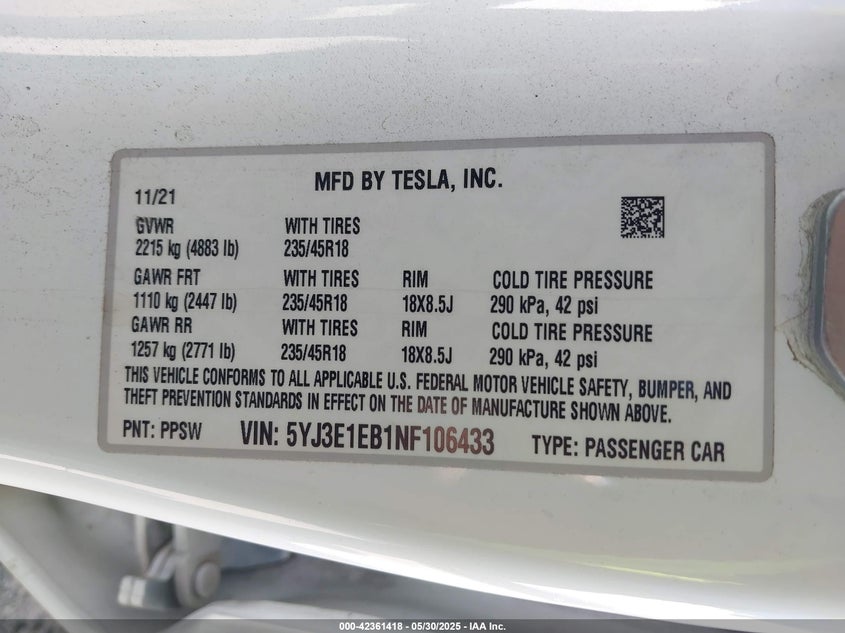 MFD BY TESLA, INC.
11/21
GVWR WITH TIRES
2215 kg (4883 lb) 235/45R18
GAWR FRT WITH TIRES RIM COLD TIRE PRESSURE
1110 kg (2447 lb) 235/45R18 18X8.5J 290 kPa, 42 psi
GAWR RR WITH TIRES RIM COLD TIRE PRESSURE
1257 kg (2771 lb) 235/45R18 18X8.5J 290 kPa, 42 psi
THIS VEHICLE CONFORMS TO ALL APPLICABLE U.S. FEDERAL MOTOR VEHICLE SAFETY, BUMPER, AND
THEFT PREVENTION STANDARDS IN EFFECT ON THE DATE OF MANUFACTURE SHOWN ABOVE.
PNT: PPSW VIN: 5YJ3E1EB1NF106433 TYPE: PASSENGER CAR
000-42361418 - 05/30/2025 - IAA Inc.